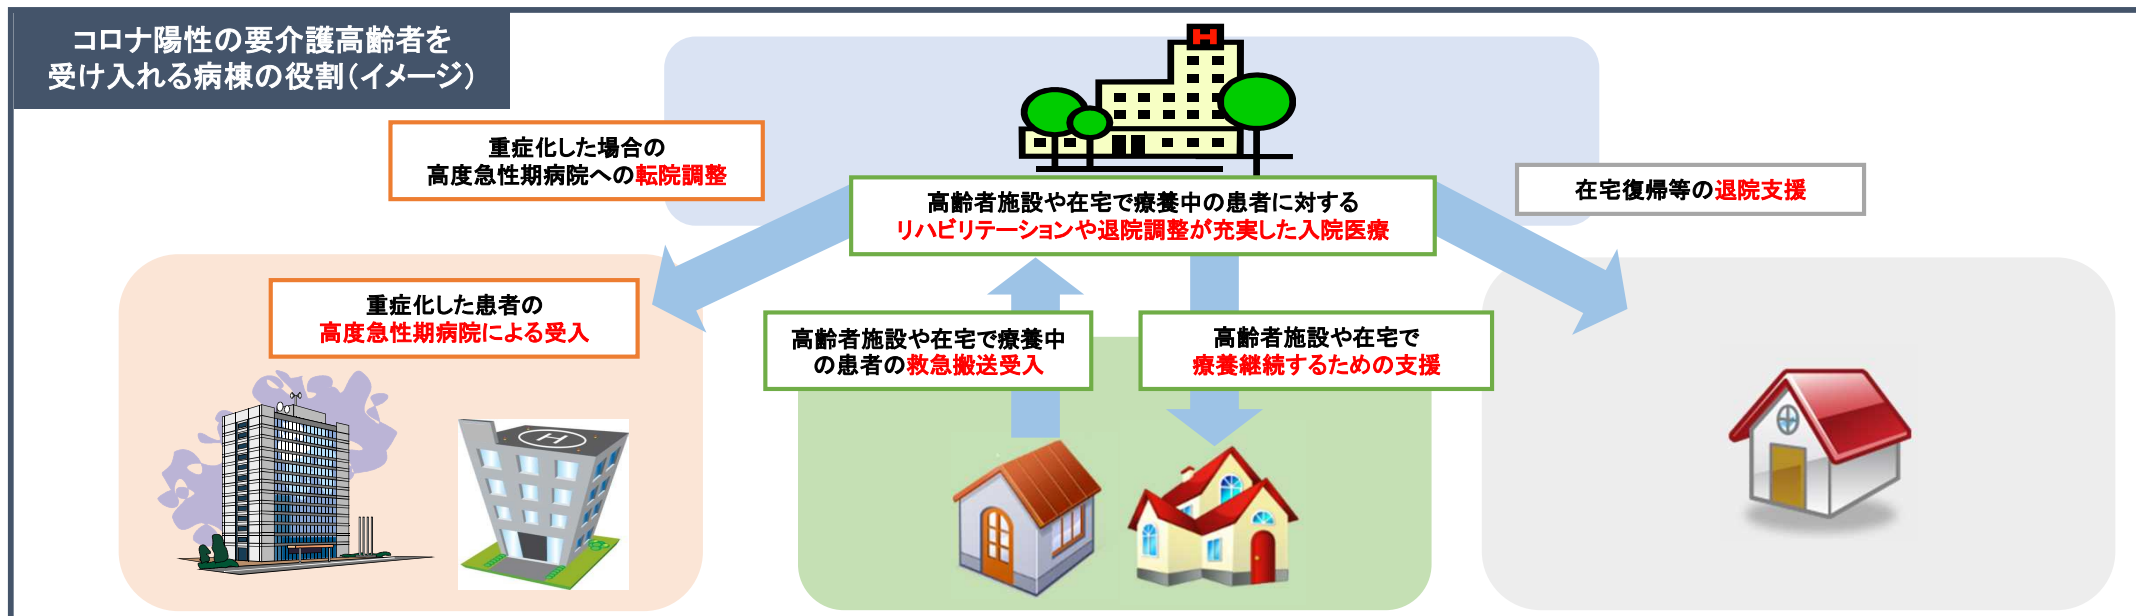 コロナ陽性の要介護高齢者を
受け入れる病棟の役割(イメージ)
H
重症化した場合の
高度急性期病院への転院調整
在宅復帰等の退院支援
高齢者施設や在宅で療養中の患者に対する
リハビリテーションや退院調整が充実した入院医療
重症化した患者の
高度急性期病院による受入
高齢者施設や在宅で療養中
の患者の救急搬送受入
高齢者施設や在宅で
療養継続するための支援
H